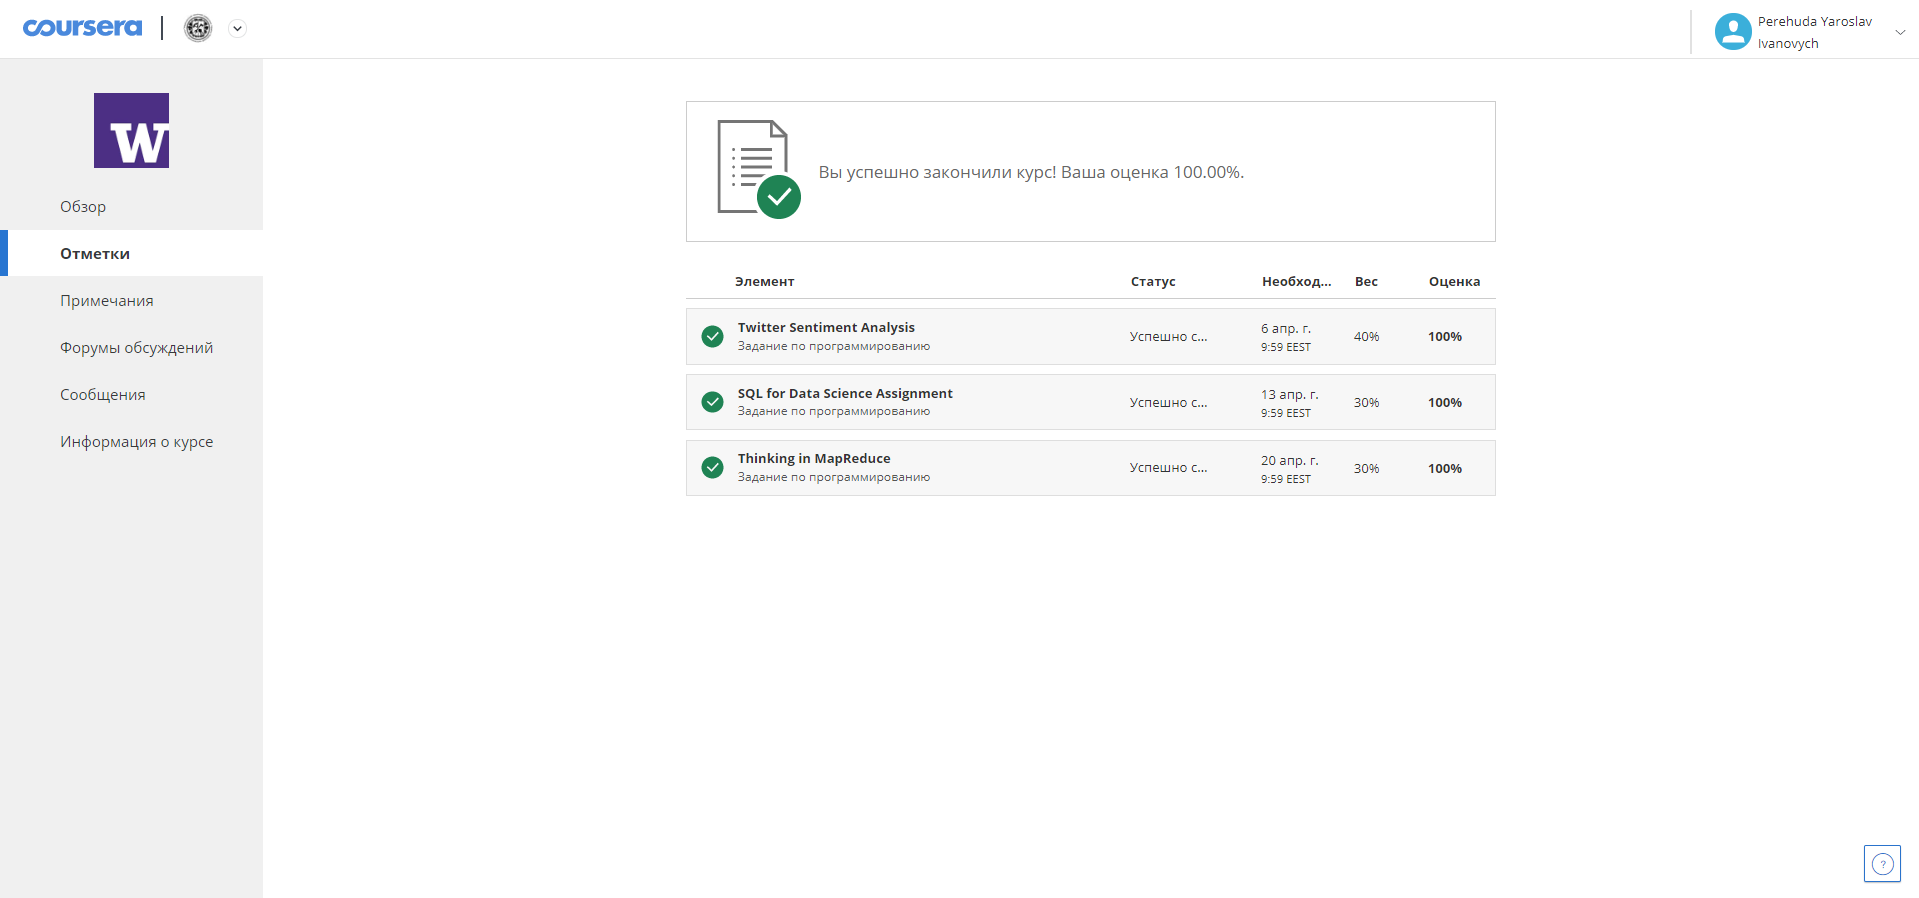 coursera
Perehuda Yaroslav
Ivanovych
W
Обзор
Отметки
Примечания
Форумы обсуждений
Сообщения
Информация о курсе
Вы успешно закончили курс! Ваша оценка 100.00%.
Элемент Статус Необход... Вес Оценка
Twitter Sentiment Analysis
Задание по программированию
Успешно с...
6 апр. г.
9:59 EEST
40%
100%
SQL for Data Science Assignment
Задание по программированию
Успешно с...
13 апр. г.
9:59 EEST
30%
100%
Thinking in MapReduce
Задание по программированию
Успешно с...
20 апр. г.
9:59 EEST
30%
100%
?